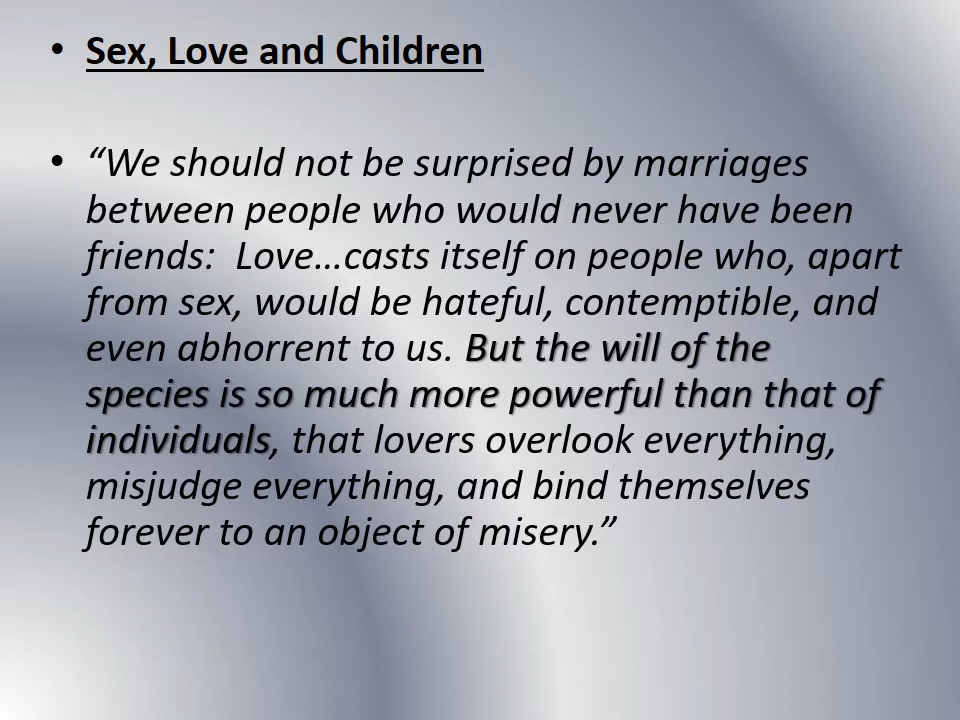 • Sex, Love and Children
• “We should not be surprised by marriages
between people who would never have been
friends:  Love…casts itself on people who, apart
from sex, would be hateful, contemptible, and
even abhorrent to us. But the will of the
species is so much more powerful than that of
individuals, that lovers overlook everything,
misjudge everything, and bind themselves
forever to an object of misery.”